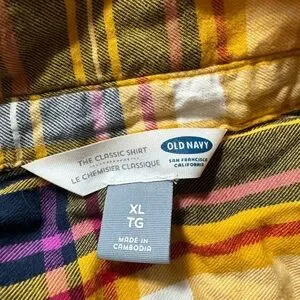 THE CLASSIC SHIRT
LE CHEMISIER CLASSIQUE
OLD NAVY
SAN FRANCISCO
CALIFORNIA
XL
TG
MADE IN
CAMBODIA